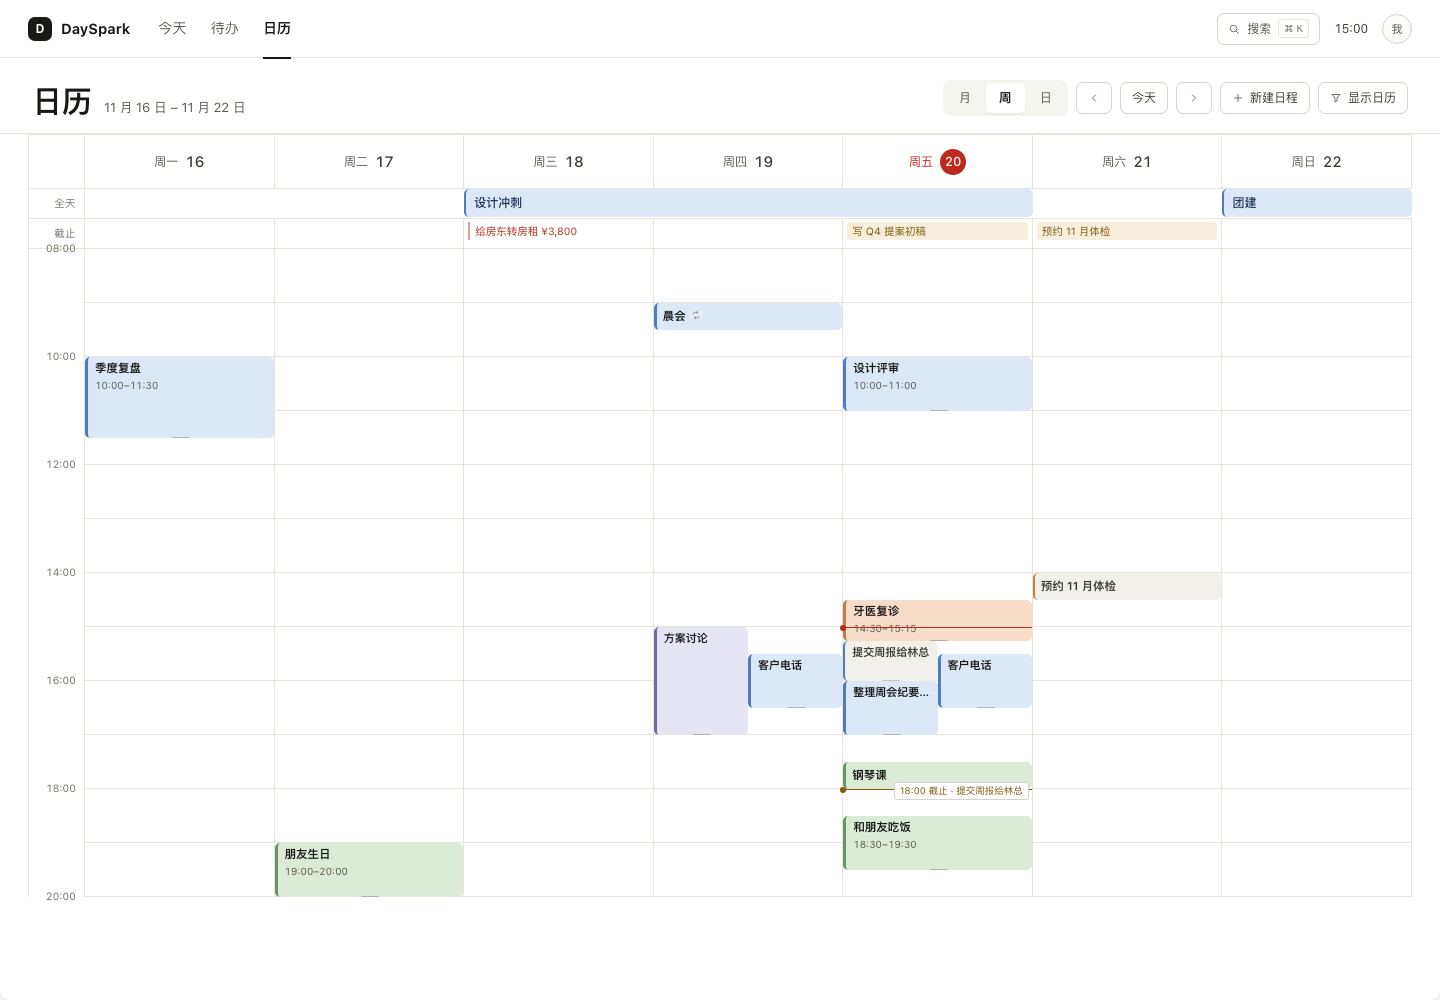 D DaySpark 今天 待办 日历 搜索 ⌘ K 15:00 我
日历 11 月 16 日 – 11 月 22 日 月 周 日 今天 新建日程 显示日历
周一 16 周二 17 周三 18 周四 19 周五 20 周六 21 周日 22
全天 设计冲刺 团建
截止 给房东转房租 ¥3,800 写 Q4 提案初稿 预约 11 月体检
08:00
晨会
10:00
季度复盘 设计评审
10:00–11:30 10:00–11:00
12:00
14:00
预约 11 月体检
牙医复诊
14:30–15:15
方案讨论
提交周报给林总
客户电话 客户电话
16:00
整理周会纪要...
钢琴课
18:00
18:00 截止 · 提交周报给林总
和朋友吃饭
18:30–19:30
朋友生日
19:00–20:00
20:00